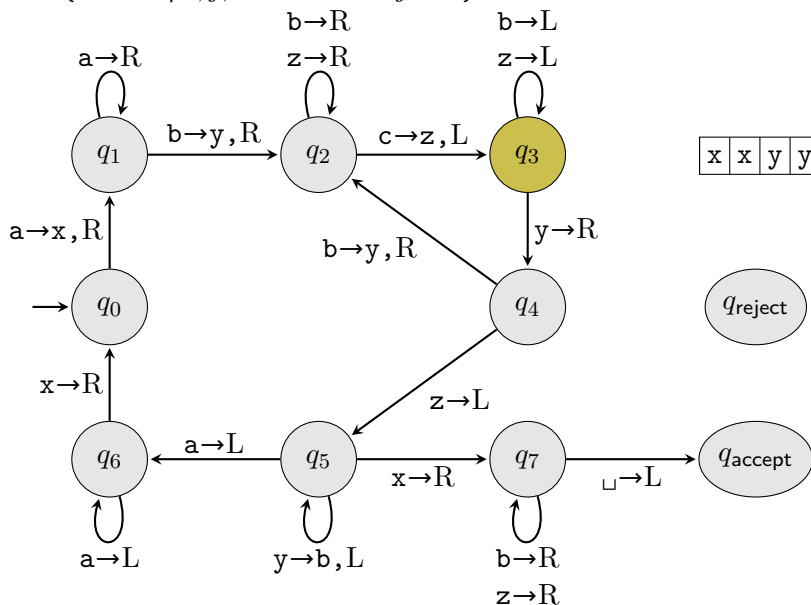 b→R
b→L
a→R
z→R
z→L
q1
b→y,R
q2
c→z,L
q3
x x y y
a→x,R
b→y,R
y→R
q0
q4
qreject
x→R
z→L
q6
a→L
q5
x→R
q7
␣→L
qaccept
a→L
y→b,L
b→R
z→R